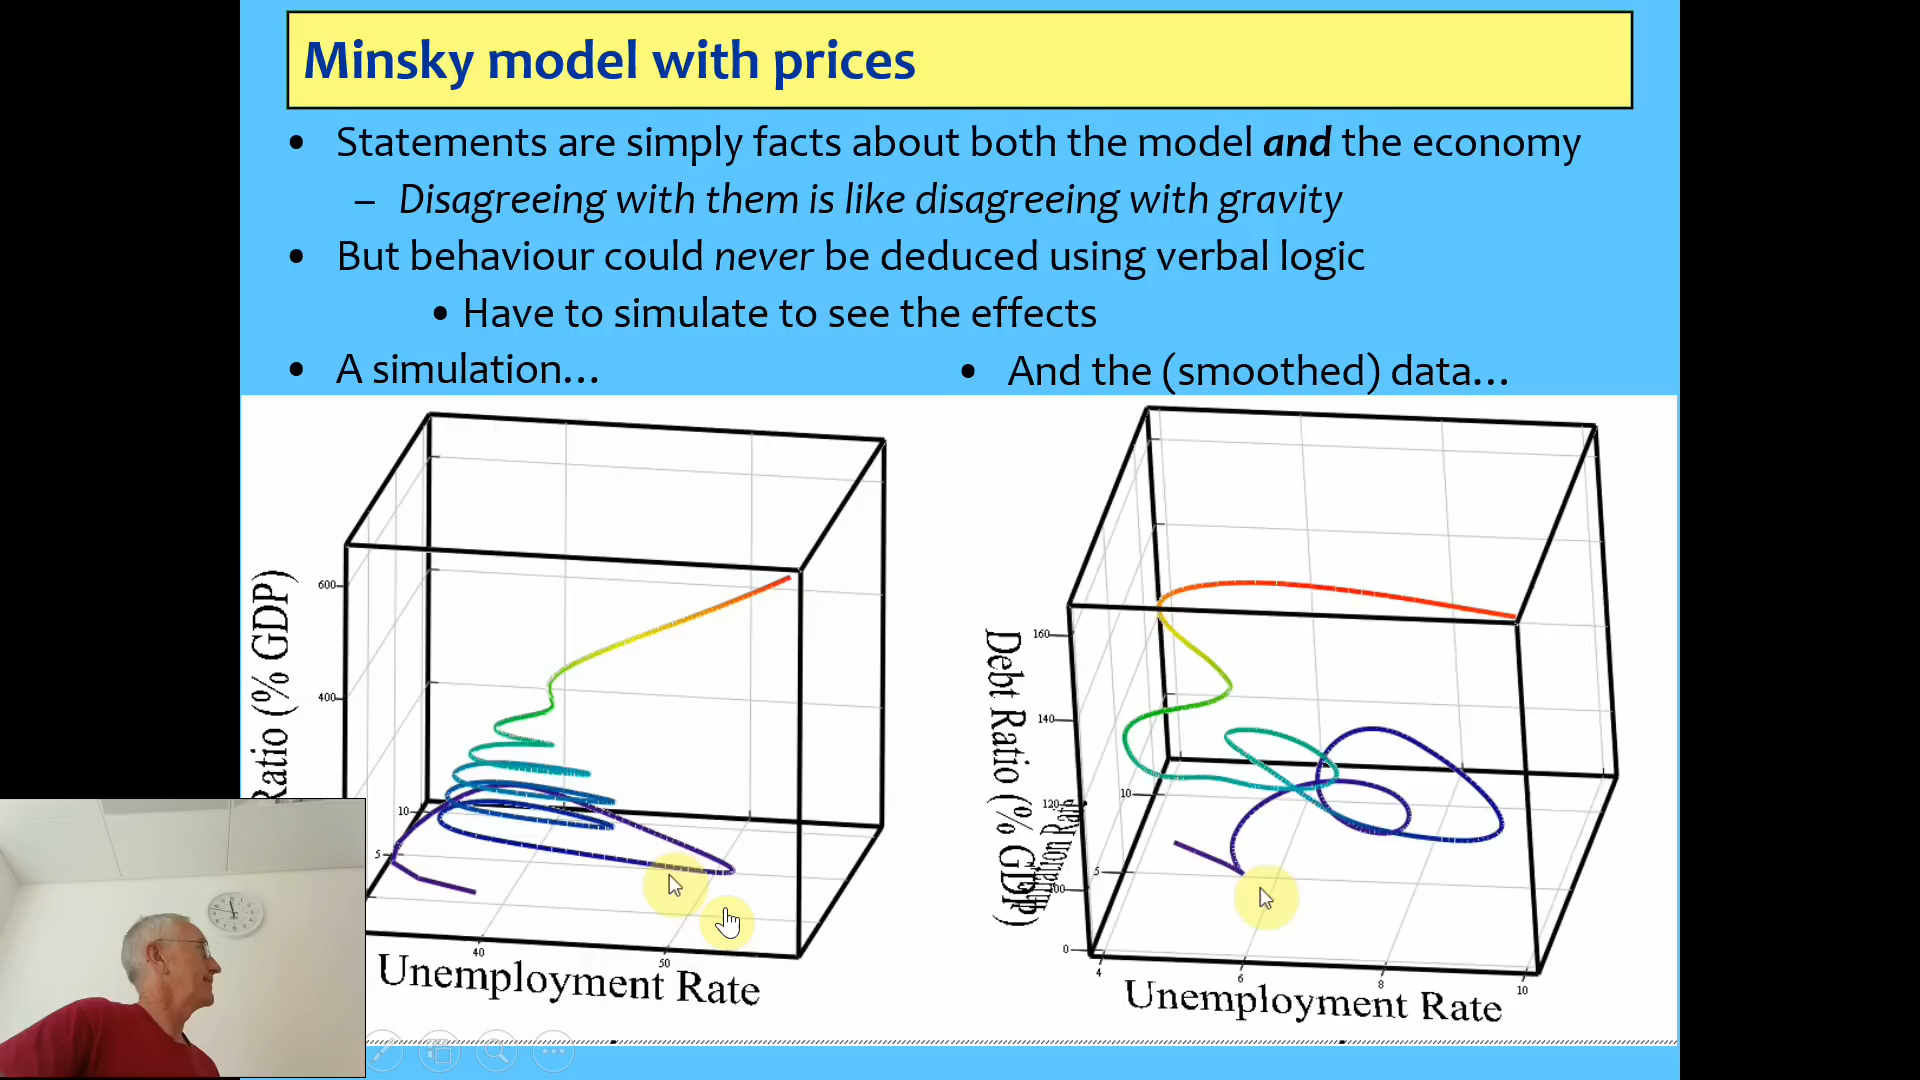 Minsky model with prices
• Statements are simply facts about both the model and the economy
– Disagreeing with them is like disagreeing with gravity
• But behaviour could never be deduced using verbal logic
• Have to simulate to see the effects
• A simulation...
• And the (smoothed) data...
Ratio (% GDP)
600
400
10
5
40
50
Unemployment Rate
Debt Ratio (% GDP)
Inflation Rate
160
140
120
100
10
5
0
4
6
8
10
Unemployment Rate